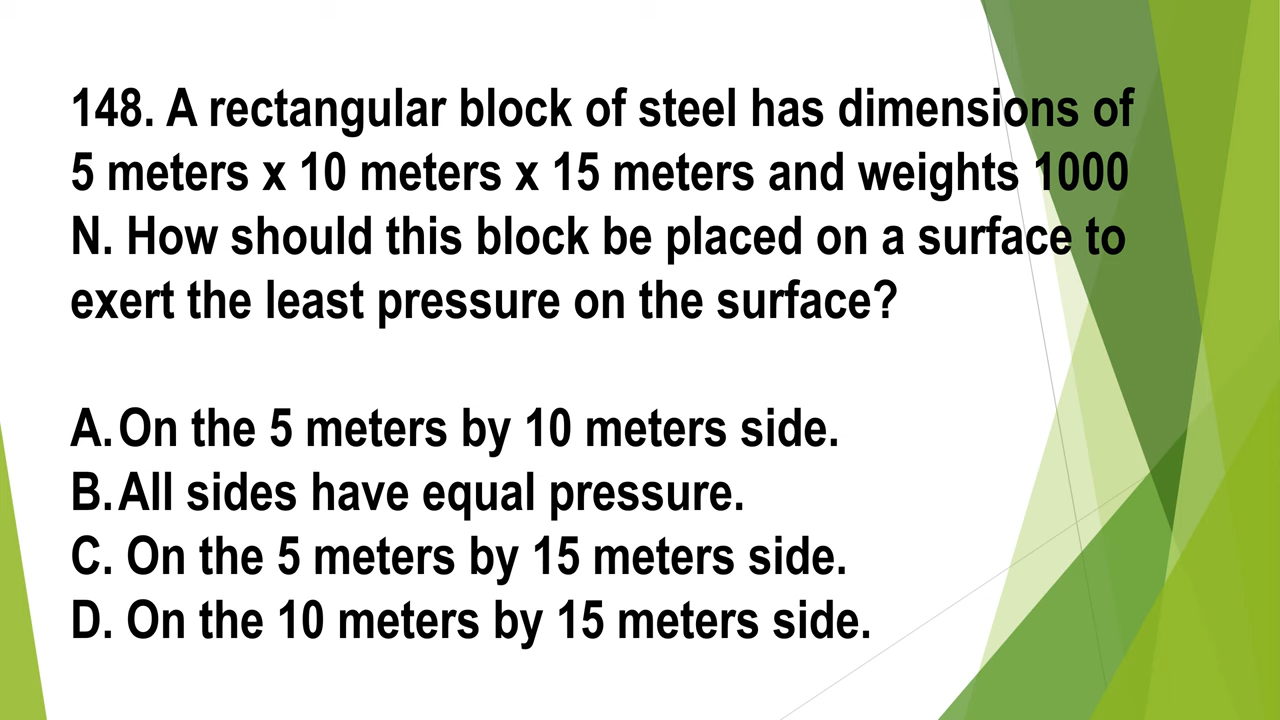 148. A rectangular block of steel has dimensions of
5 meters x 10 meters x 15 meters and weights 1000
N. How should this block be placed on a surface to
exert the least pressure on the surface?
A. On the 5 meters by 10 meters side.
B. All sides have equal pressure.
C. On the 5 meters by 15 meters side.
D. On the 10 meters by 15 meters side.